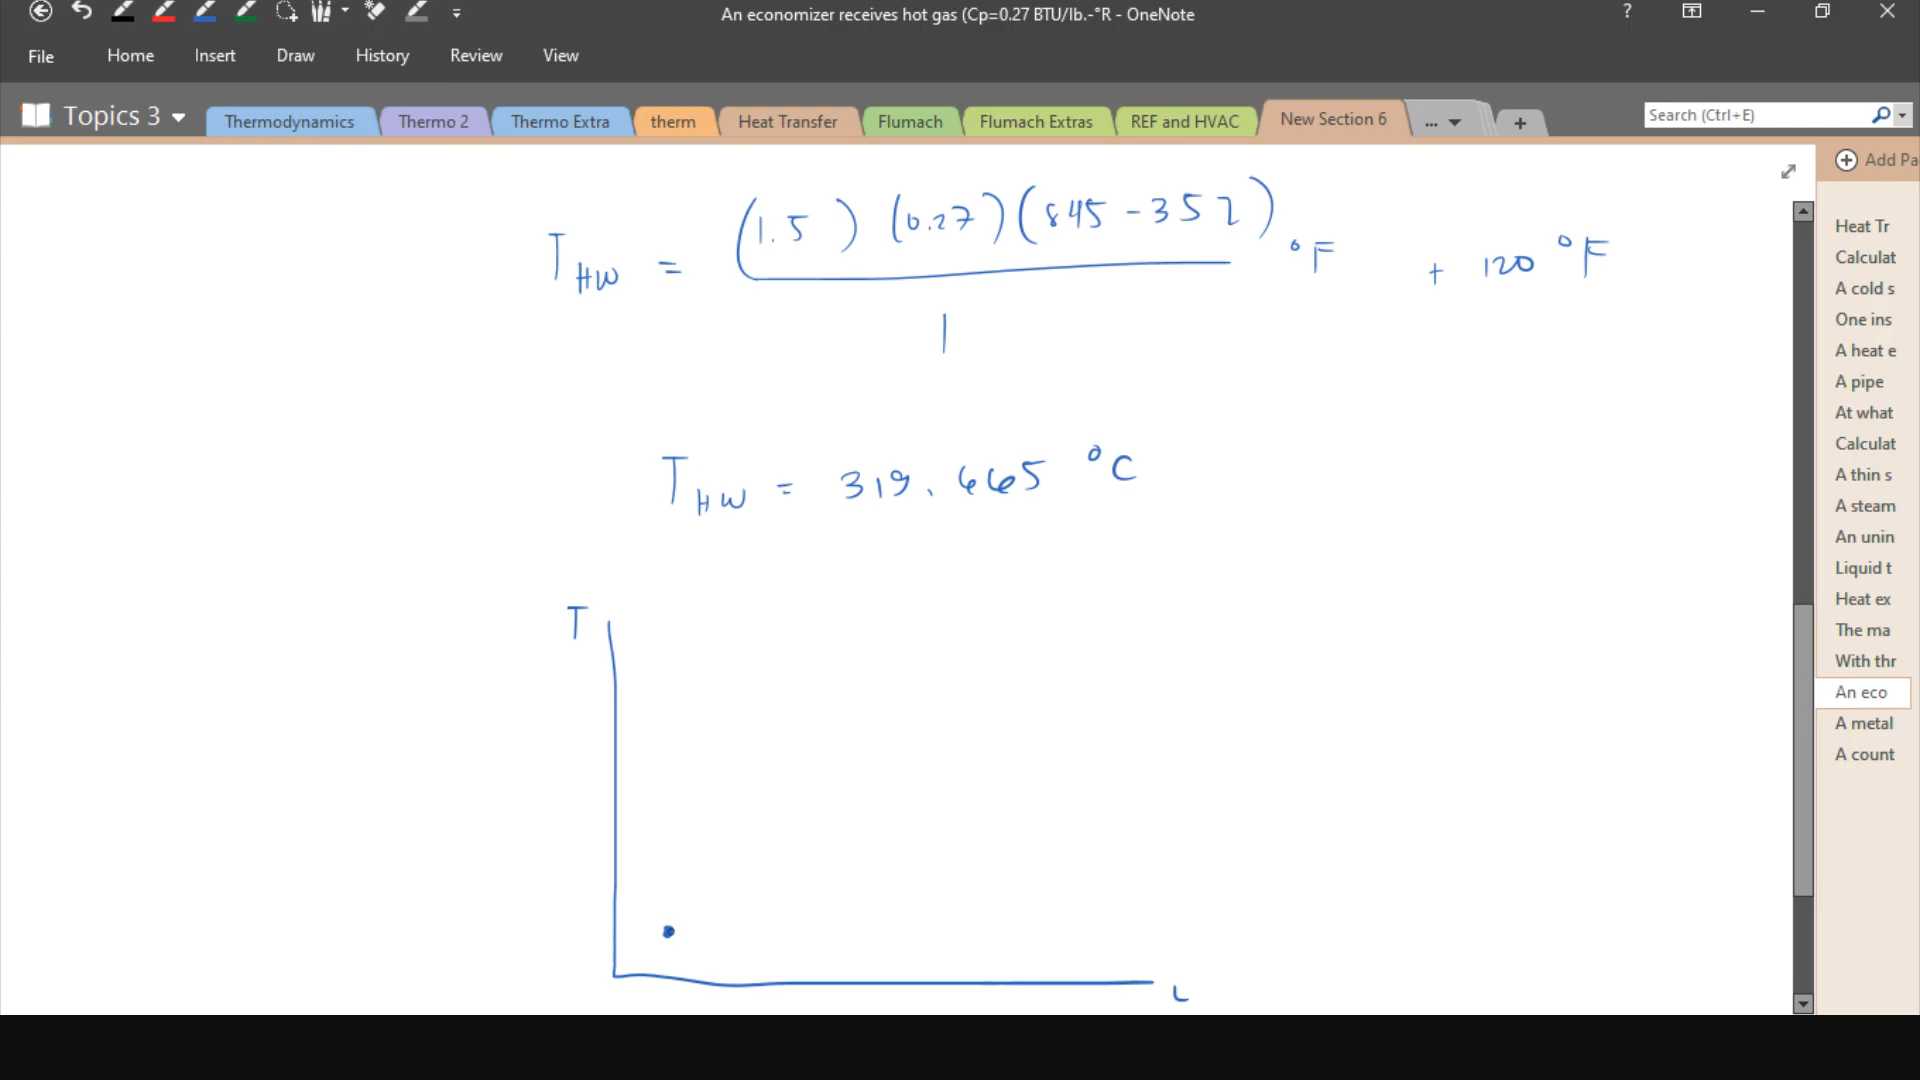 An economizer receives hot gas (Cp=0.27 BTU/lb.-°R - OneNote
?
File Home Insert Draw History Review View
Topics 3 Thermodynamics Thermo 2 Thermo Extra therm Heat Transfer Flumach Flumach Extras REF and HVAC New Section 6 ... + Search (Ctrl+E)
Add Pa
T_HW = (1.5) (0.27) (845 - 352) °F + 120 °F
1
T_HW = 319.665 °C
T
L
Heat Tr
Calculat
A cold s
One ins
A heat e
A pipe
At what
Calculat
A thin s
A steam
An unin
Liquid t
Heat ex
The ma
With thr
An eco
A metal
A count